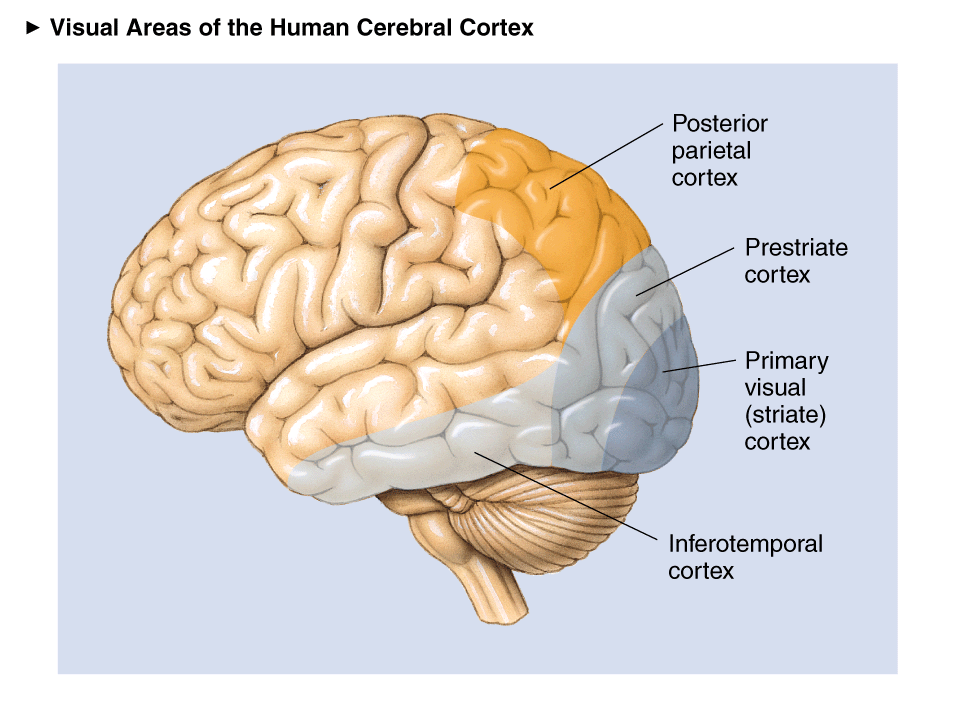 ► Visual Areas of the Human Cerebral Cortex
Posterior
parietal
cortex
Prestriate
cortex
Primary
visual
(striate)
cortex
Inferotemporal
cortex